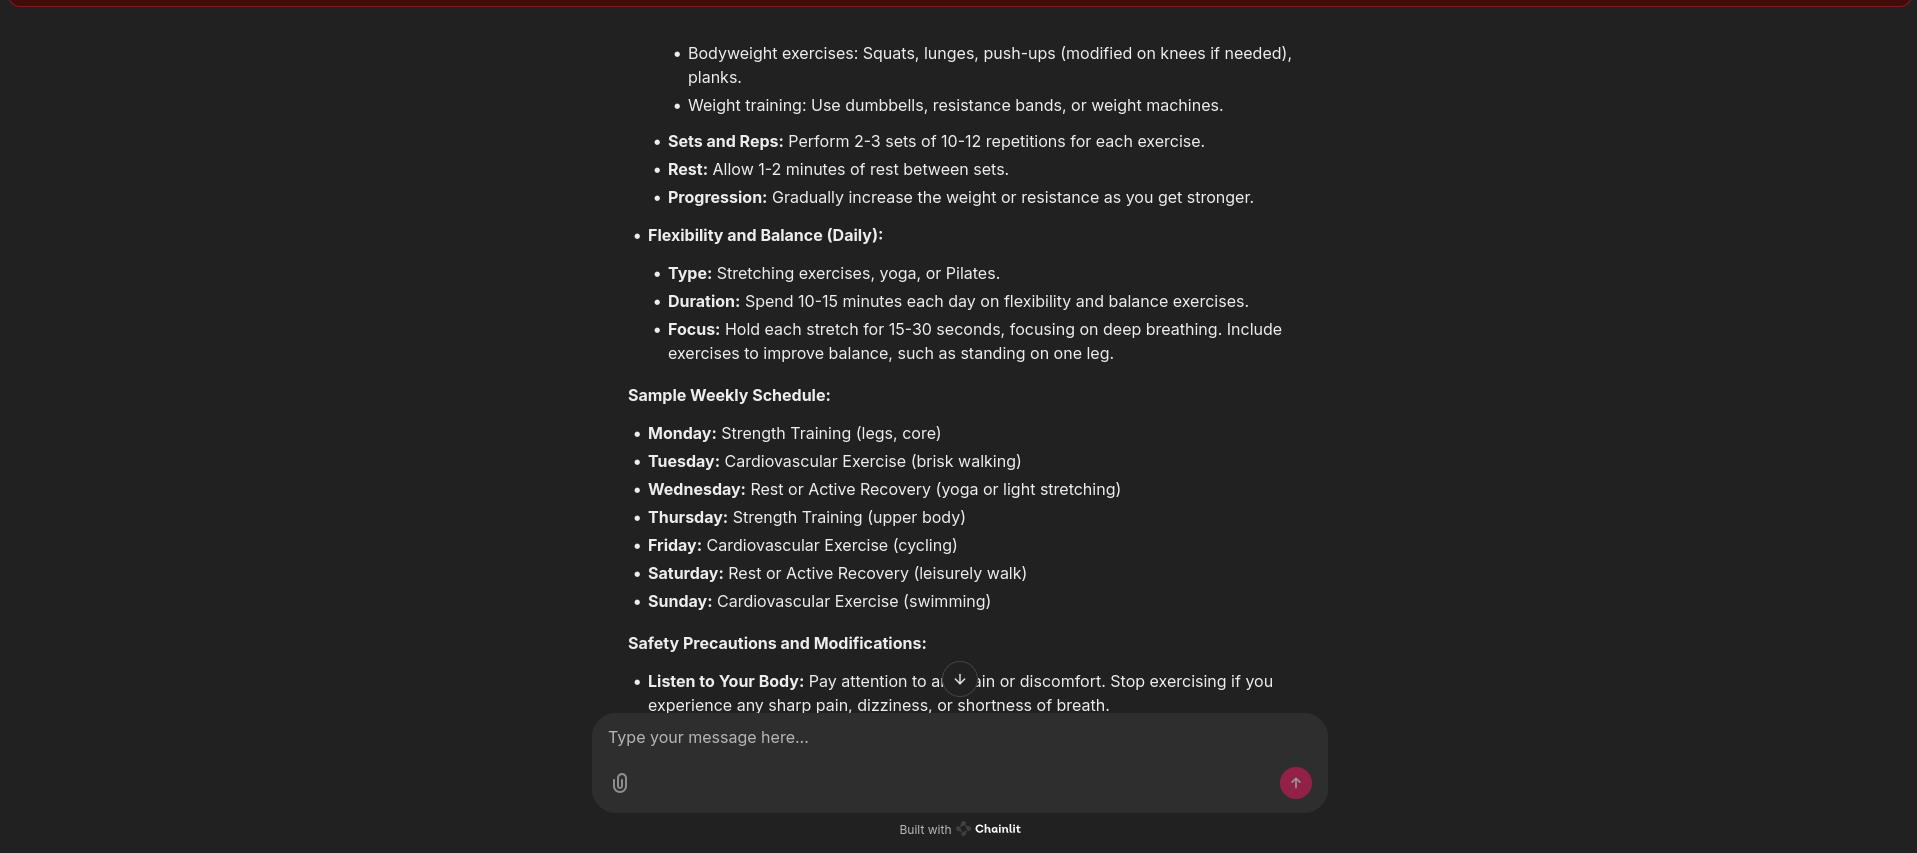 • Bodyweight exercises: Squats, lunges, push-ups (modified on knees if needed),
planks.
• Weight training: Use dumbbells, resistance bands, or weight machines.
• Sets and Reps: Perform 2-3 sets of 10-12 repetitions for each exercise.
• Rest: Allow 1-2 minutes of rest between sets.
• Progression: Gradually increase the weight or resistance as you get stronger.
• Flexibility and Balance (Daily):
• Type: Stretching exercises, yoga, or Pilates.
• Duration: Spend 10-15 minutes each day on flexibility and balance exercises.
• Focus: Hold each stretch for 15-30 seconds, focusing on deep breathing. Include
exercises to improve balance, such as standing on one leg.
Sample Weekly Schedule:
• Monday: Strength Training (legs, core)
• Tuesday: Cardiovascular Exercise (brisk walking)
• Wednesday: Rest or Active Recovery (yoga or light stretching)
• Thursday: Strength Training (upper body)
• Friday: Cardiovascular Exercise (cycling)
• Saturday: Rest or Active Recovery (leisurely walk)
• Sunday: Cardiovascular Exercise (swimming)
Safety Precautions and Modifications:
• Listen to Your Body: Pay attention to or discomfort. Stop exercising if you
experience any sharp pain, dizziness, or shortness of breath.
Type your message here...
Built with Chainlit